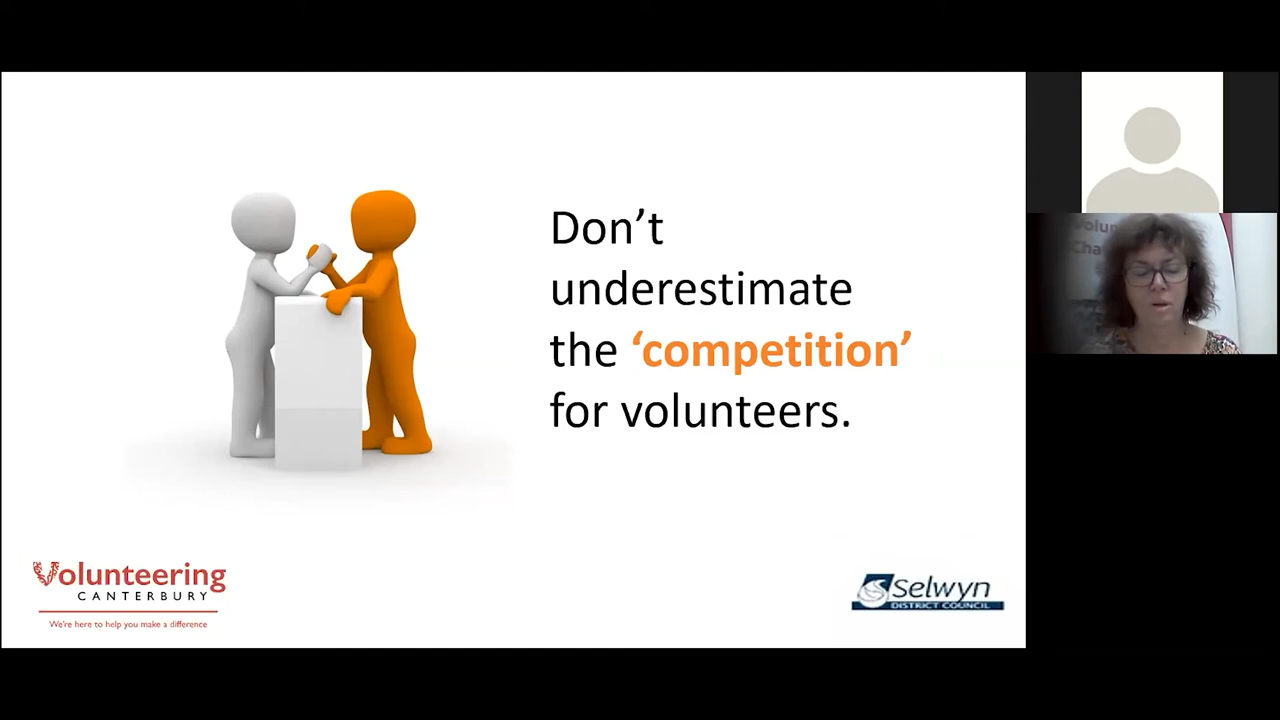 Don’t
underestimate
the ‘competition’
for volunteers.
Volunteering
CANTERBURY
We're here to help you make a difference
Selwyn
DISTRICT COUNCIL